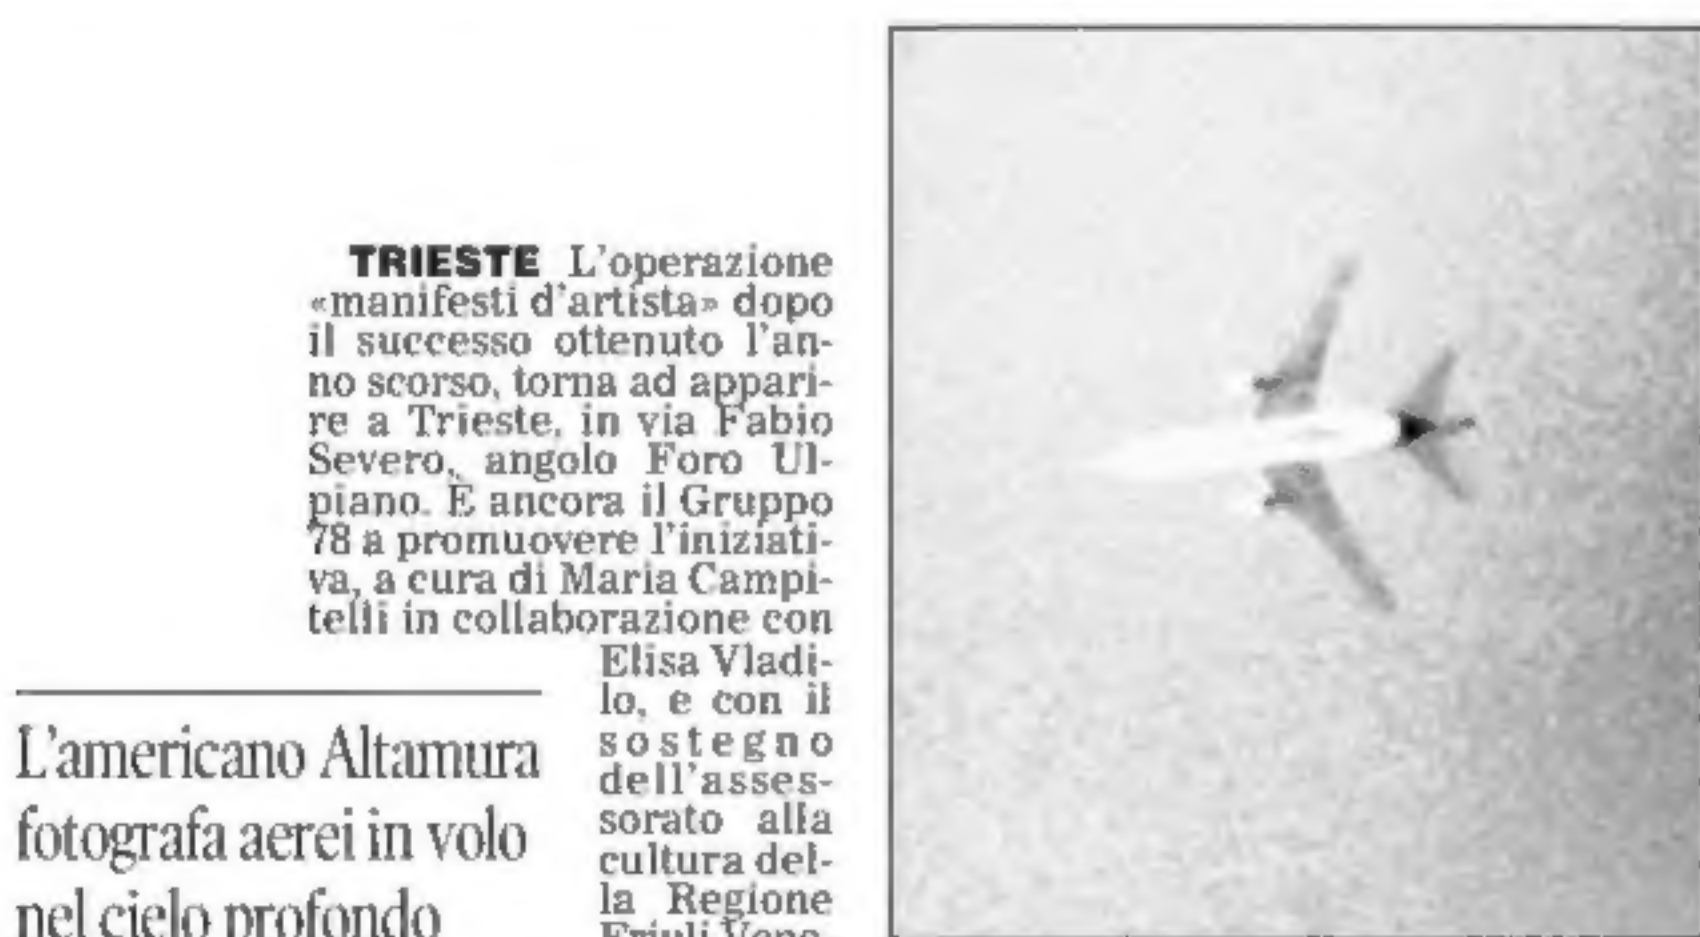 TRIESTE L'operazione
«manifesti d'artista» dopo
il successo ottenuto l'an-
no scorso, torna ad appari-
re a Trieste, in via Fabio
Severo, angolo Foro Ul-
piano. È ancora il Gruppo
78 a promuovere l'iniziati-
va, a cura di Maria Campi-
telli in collaborazione con
Elisa Vladi-
lo, e con il
sostegno
dell'asses-
sorato alla
cultura del-
la Regione
Friuli Vene-
L'americano Altamura
fotografa aerei in volo
nel cielo profondo